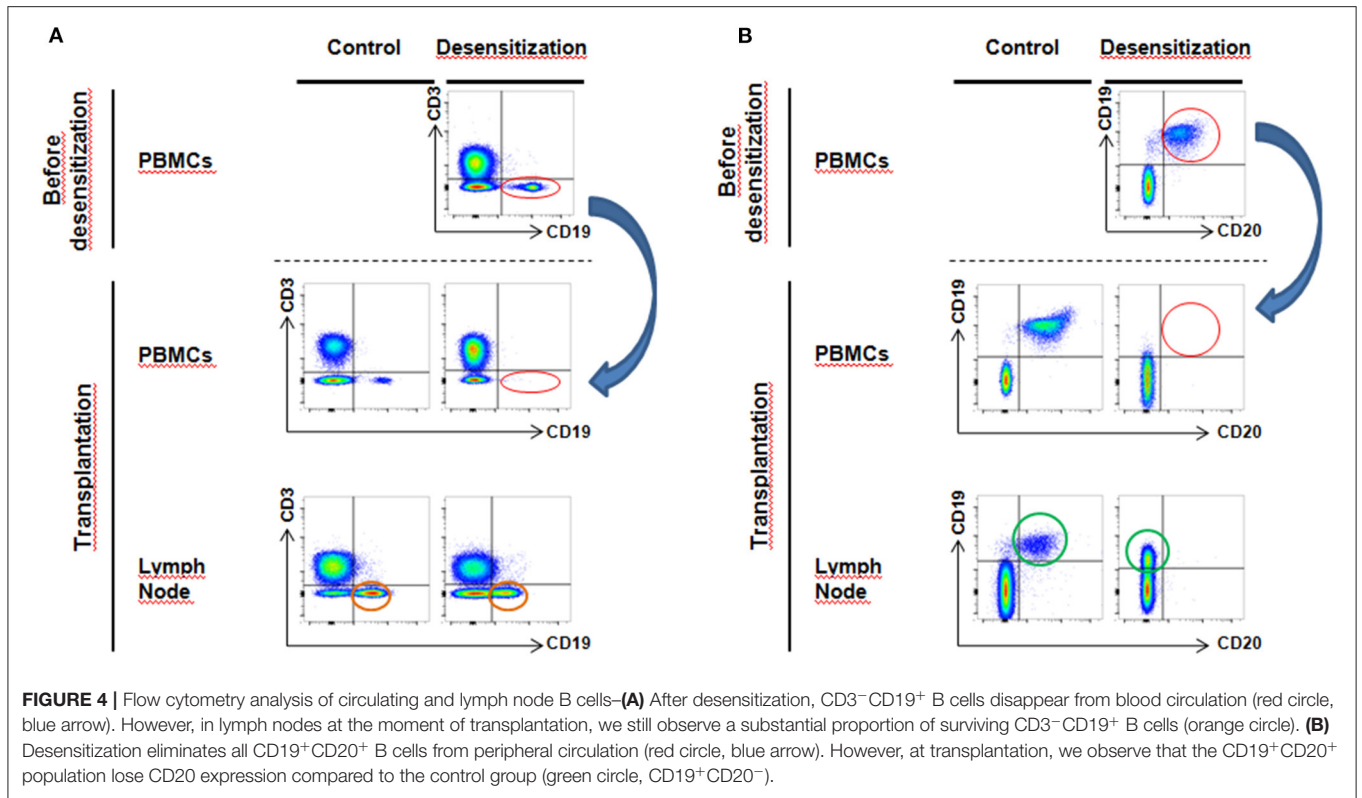 A
Control
Desensitization
Before
desensitization
PBMCs
CD3
CD19
Transplantation
PBMCs
CD3
CD19
Lymph
Node
CD3
CD19
B
Control
Desensitization
Before
desensitization
PBMCs
CD19
CD20
Transplantation
PBMCs
CD19
CD20
Lymph
Node
CD19
CD20
FIGURE 4 | Flow cytometry analysis of circulating and lymph node B cells–(A) After desensitization, CD3⁻CD19⁺ B cells disappear from blood circulation (red circle,
blue arrow). However, in lymph nodes at the moment of transplantation, we still observe a substantial proportion of surviving CD3⁻CD19⁺ B cells (orange circle). (B)
Desensitization eliminates all CD19⁺CD20⁺ B cells from peripheral circulation (red circle, blue arrow). However, at transplantation, we observe that the CD19⁺CD20⁺
population lose CD20 expression compared to the control group (green circle, CD19⁺CD20⁻).